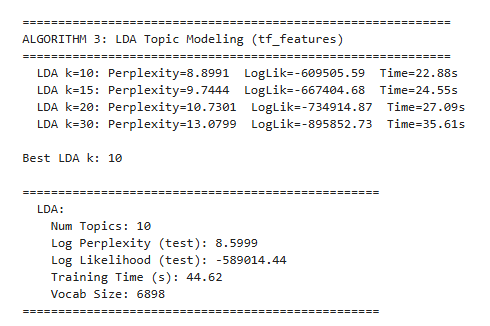 ============================================================
ALGORITHM 3: LDA Topic Modeling (tf_features)
============================================================
LDA k=10: Perplexity=8.8991 LogLik=-609505.59 Time=22.88s
LDA k=15: Perplexity=9.7444 LogLik=-667404.68 Time=24.55s
LDA k=20: Perplexity=10.7301 LogLik=-734914.87 Time=27.09s
LDA k=30: Perplexity=13.0799 LogLik=-895852.73 Time=35.61s
Best LDA k: 10
==================================================
LDA:
Num Topics: 10
Log Perplexity (test): 8.5999
Log Likelihood (test): -589014.44
Training Time (s): 44.62
Vocab Size: 6898
==================================================